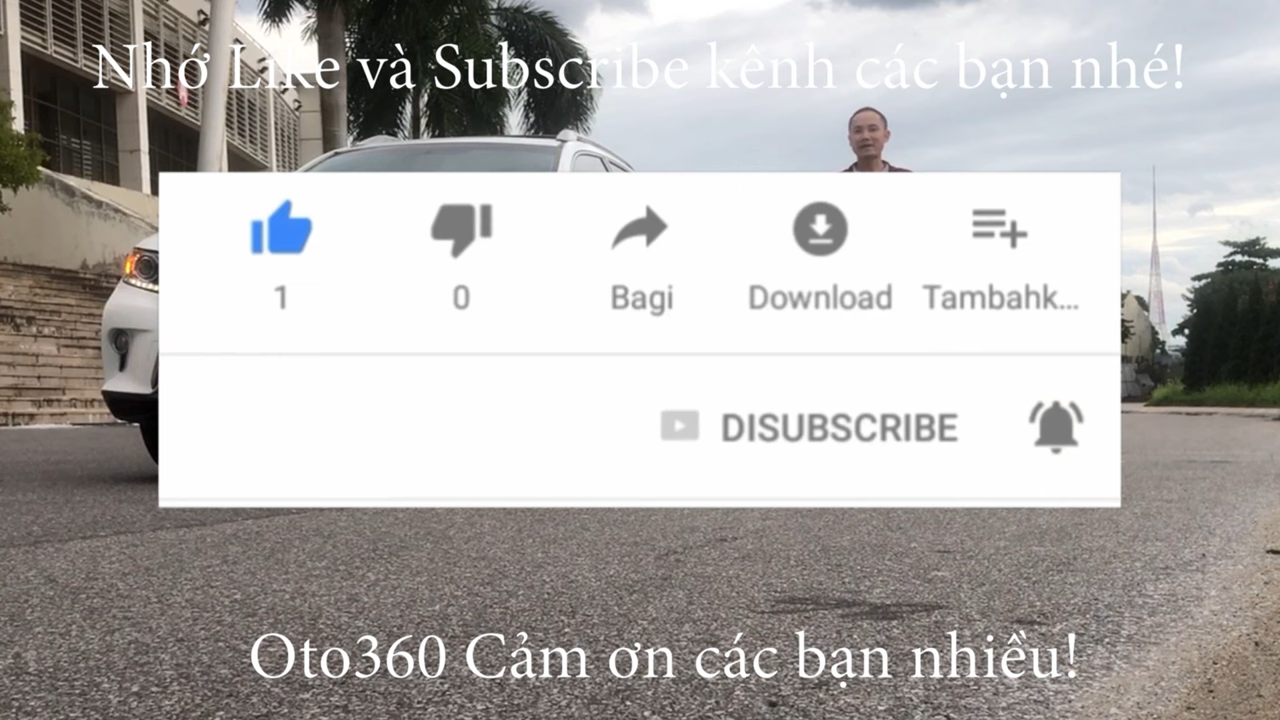 Nhớ Like và Subscribe kênh các bạn nhé!
1 0 Bagi Download Tambahk...
DISUBSCRIBE
Oto360 Cảm ơn các bạn nhiều!